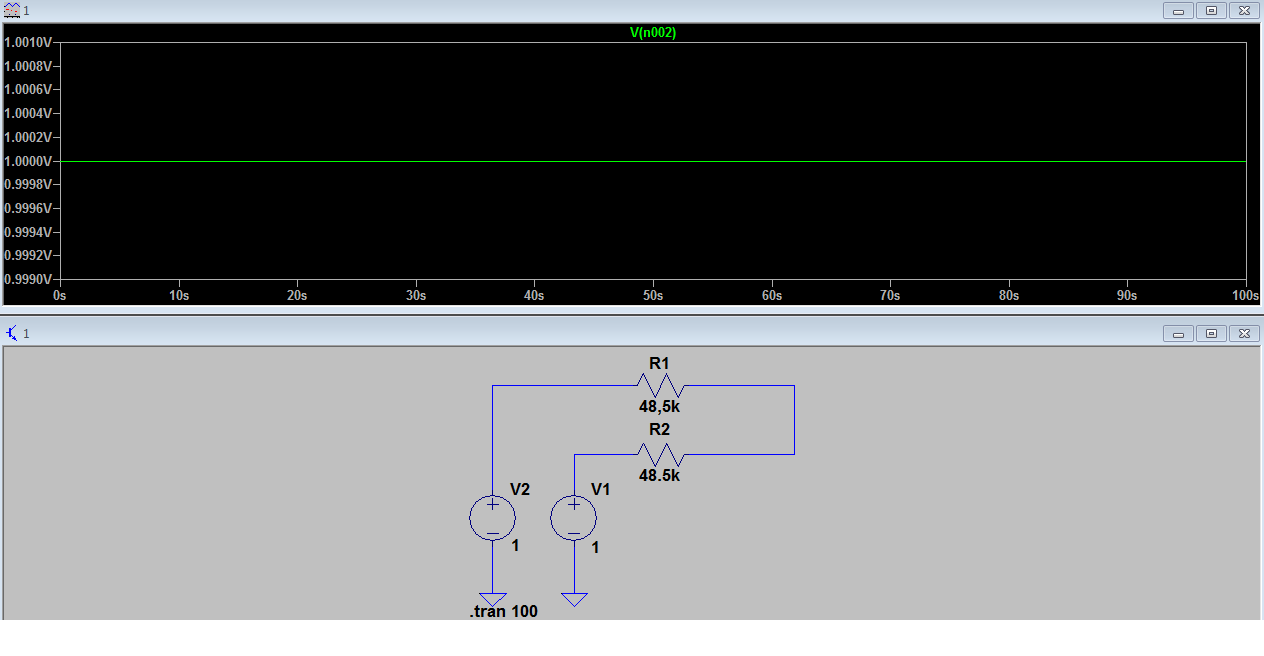 1
V(n002)
1.0010V
1.0008V
1.0006V
1.0004V
1.0002V
1.0000V
0.9998V
0.9996V
0.9994V
0.9992V
0.9990V
0s 10s 20s 30s 40s 50s 60s 70s 80s 90s 100s
1
R1
48,5k
R2
48.5k
V2 V1
1 1
.tran 100